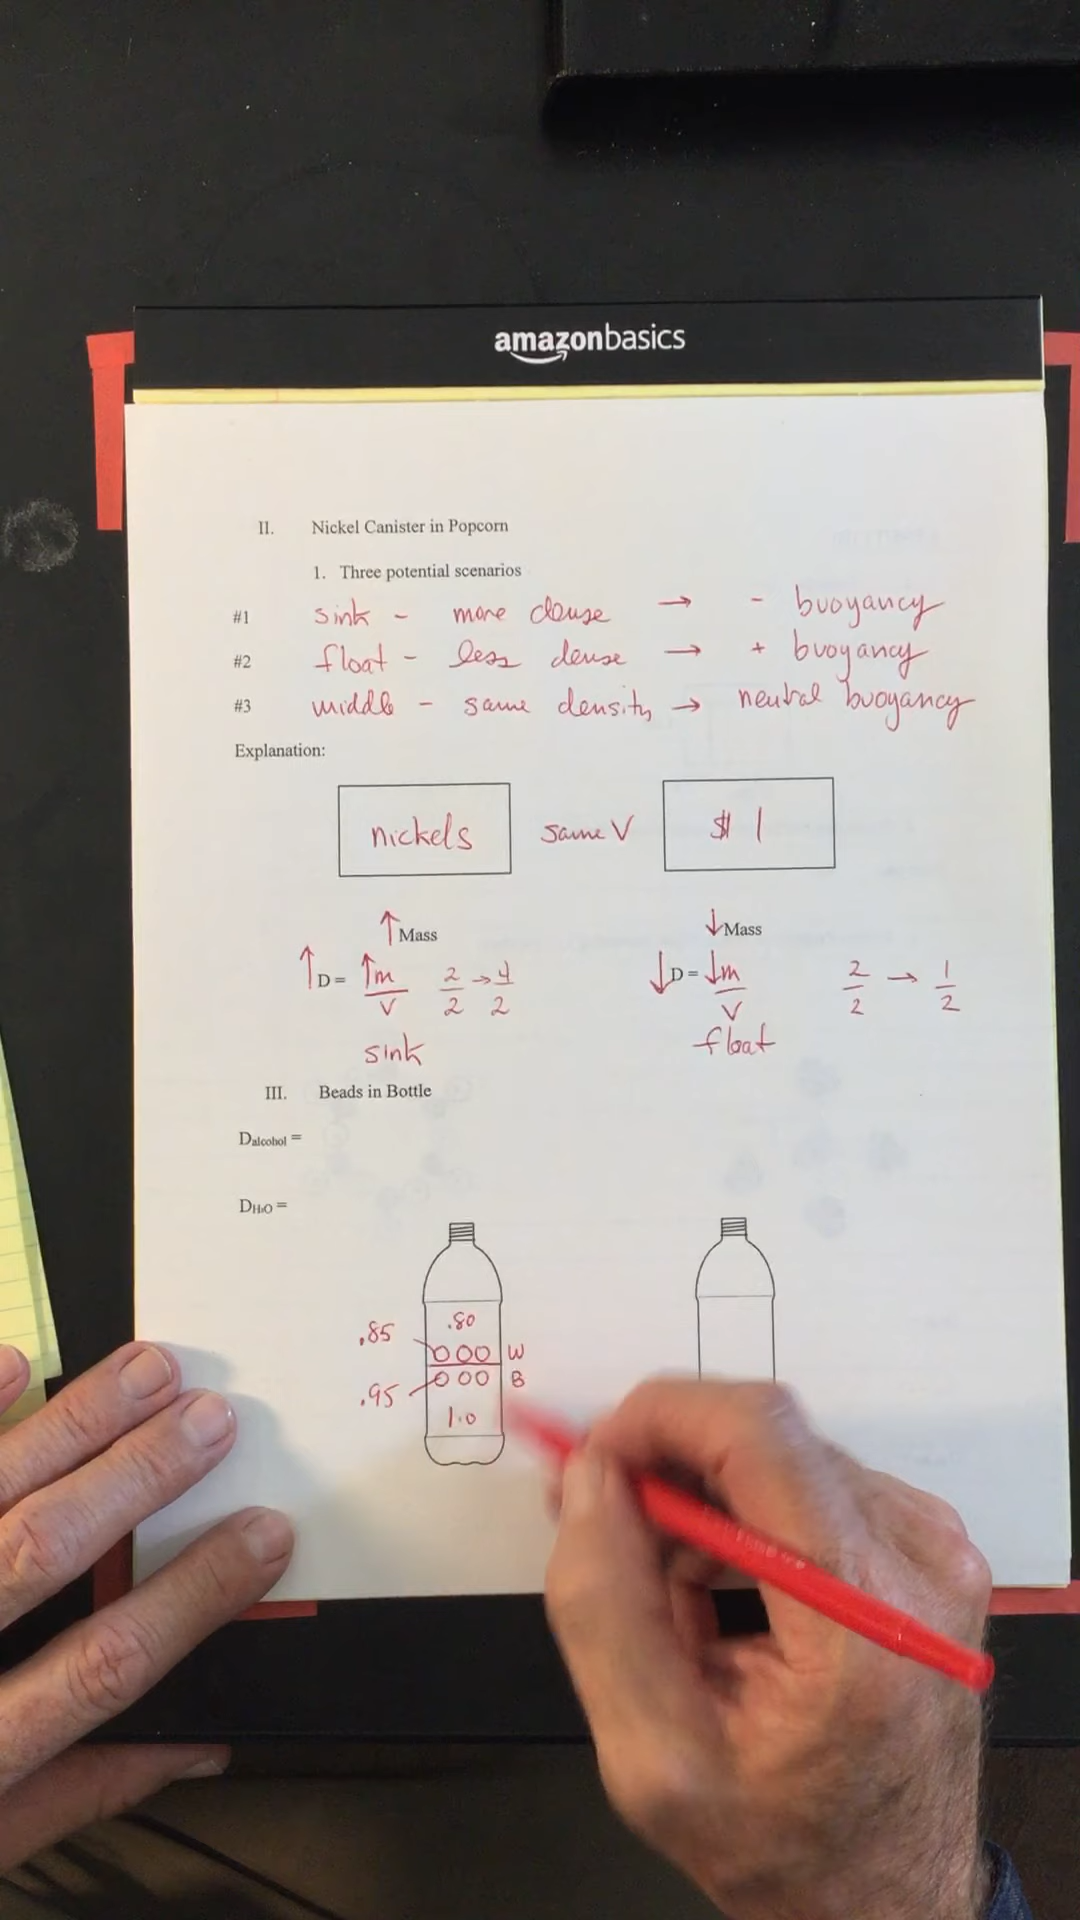 amazonbasics
II. Nickel Canister in Popcorn
1. Three potential scenarios
#1 sink - more dense → - buoyancy
#2 float - less dense → + buoyancy
#3 middle - same density → neutral buoyancy
Explanation:
nickels same V $ 1
↑ Mass ↓ Mass
↑ D = ↑m/V 2/2 → 4/2 ↓ D = ↓m/V 2/2 → 1/2
sink float
III. Beads in Bottle
Dalcohol =
DH₂O =
.80
.85 000 W
.95 000 B
1.0